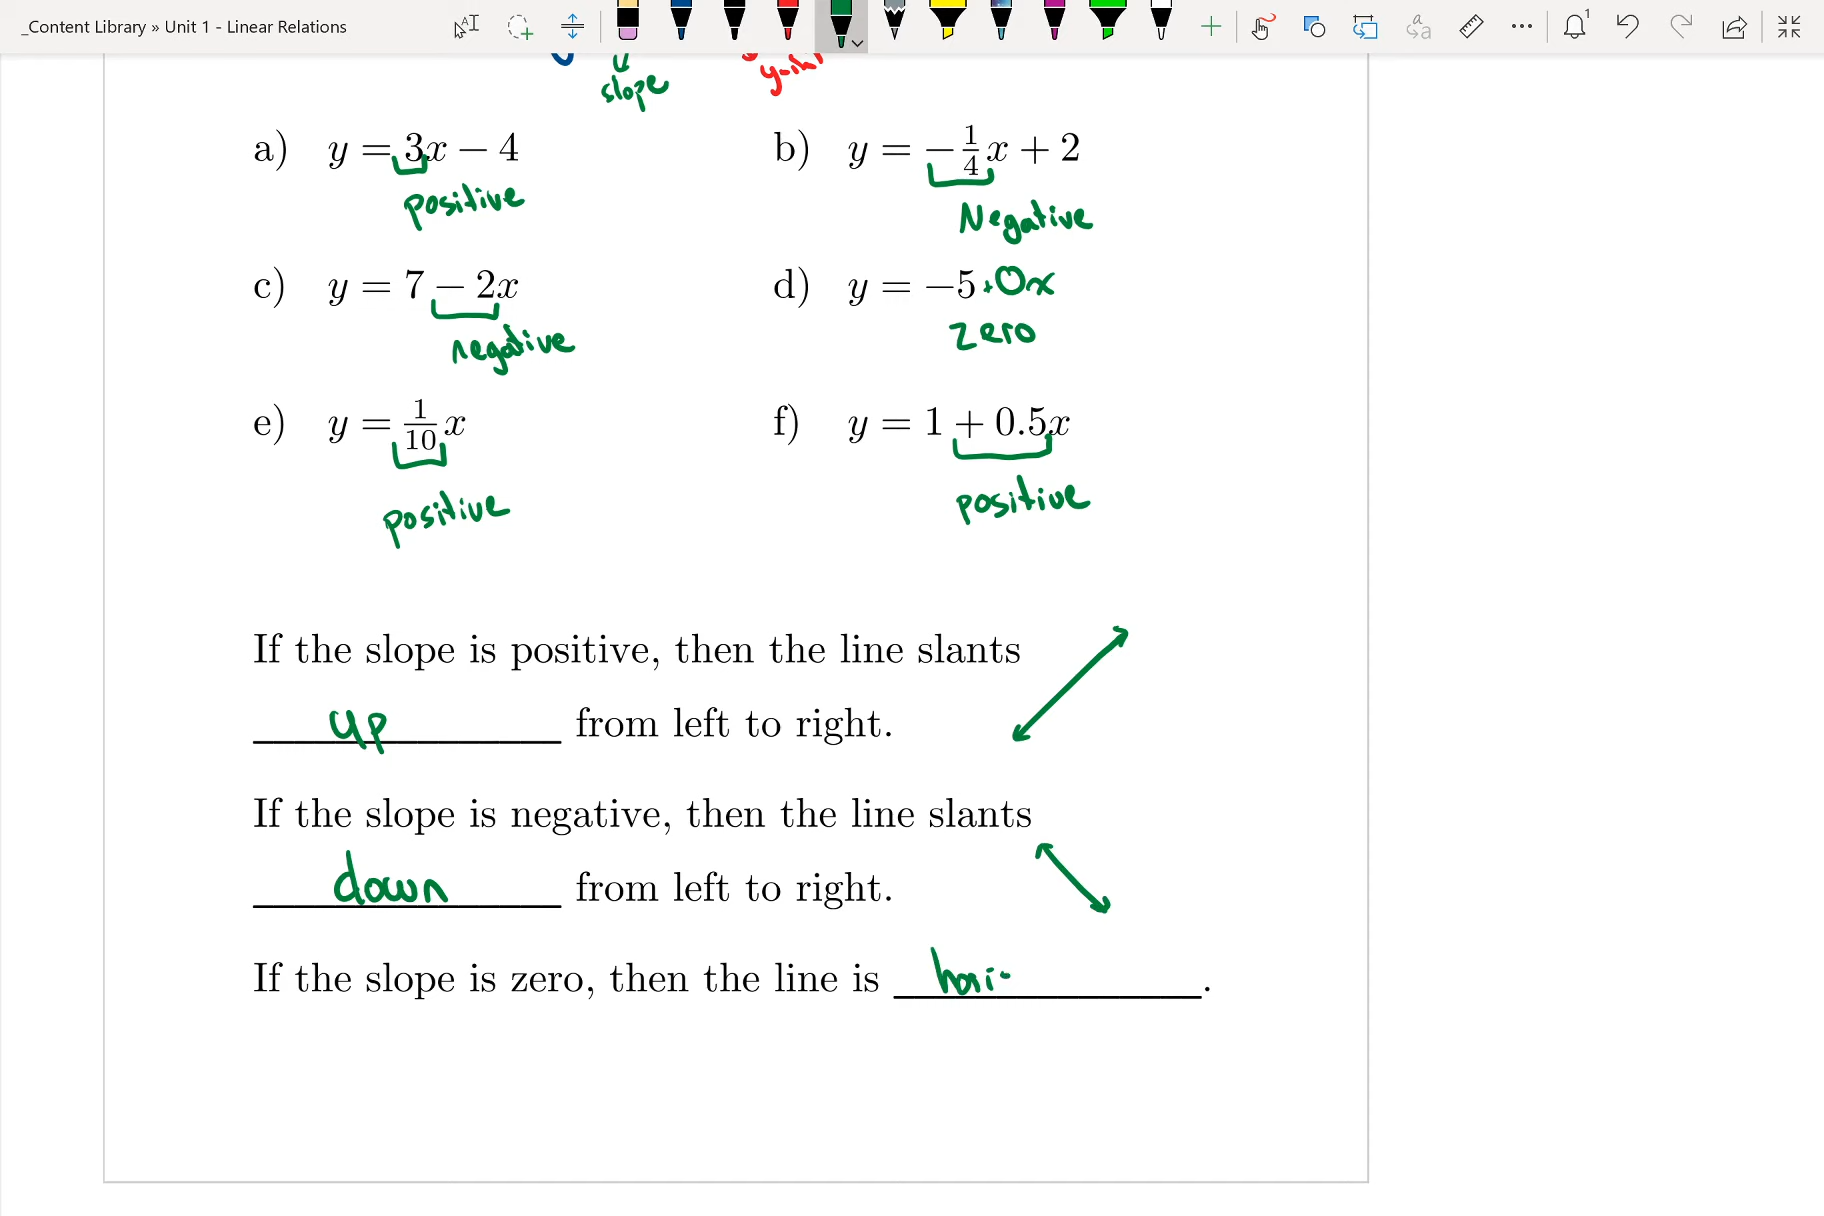 _Content Library » Unit 1 - Linear Relations
slope
a) y = 3x − 4
positive
b) y = −1/4x + 2
Negative
c) y = 7 − 2x
negative
d) y = −5 + 0x
zero
e) y = 1/10x
positive
f) y = 1 + 0.5x
positive
If the slope is positive, then the line slants
up from left to right.
If the slope is negative, then the line slants
down from left to right.
If the slope is zero, then the line is hori .